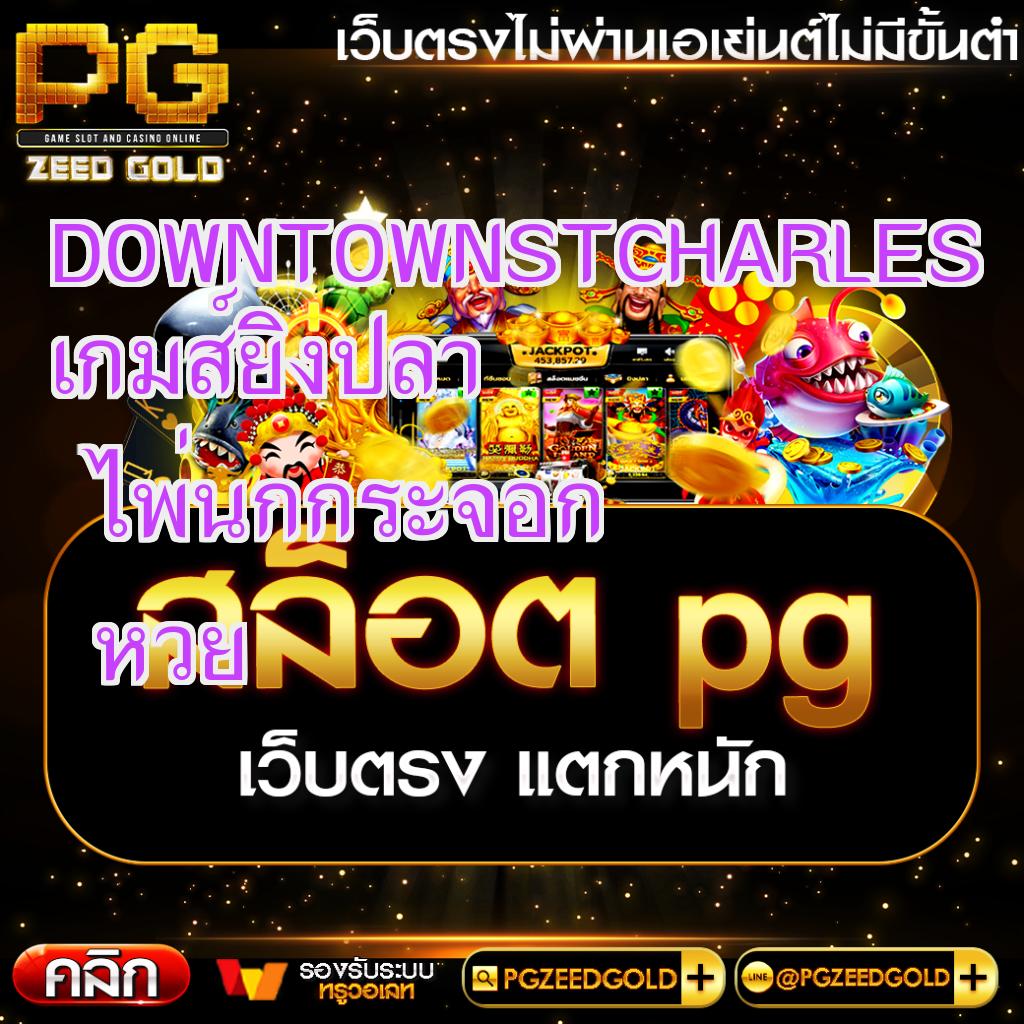 เว็บตรงไม่ผ่านเอเย่นต์ไม่มีขั้นต่ำ
PG
GAME SLOT AND CASINO ONLINE
ZEED GOLD
DOWNTOWNSTCHARLES
เกมส์ยิงปลา
JACKPOT
453,857.29
ไพ่นกกระจอก
สล็อต pg
หวย
เว็บตรง แตกหนัก
คลิก
รองรับระบบ
ทรูวอเลท
PGZEEDGOLD
LINE
@PGZEEDGOLD